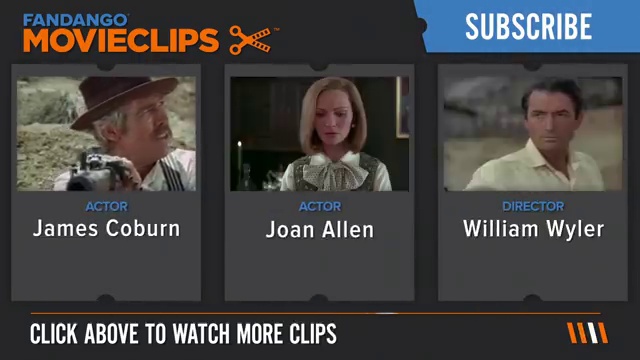 FANDANGO
MOVIECLIPS
SUBSCRIBE
ACTOR
James Coburn
ACTOR
Joan Allen
DIRECTOR
William Wyler
CLICK ABOVE TO WATCH MORE CLIPS